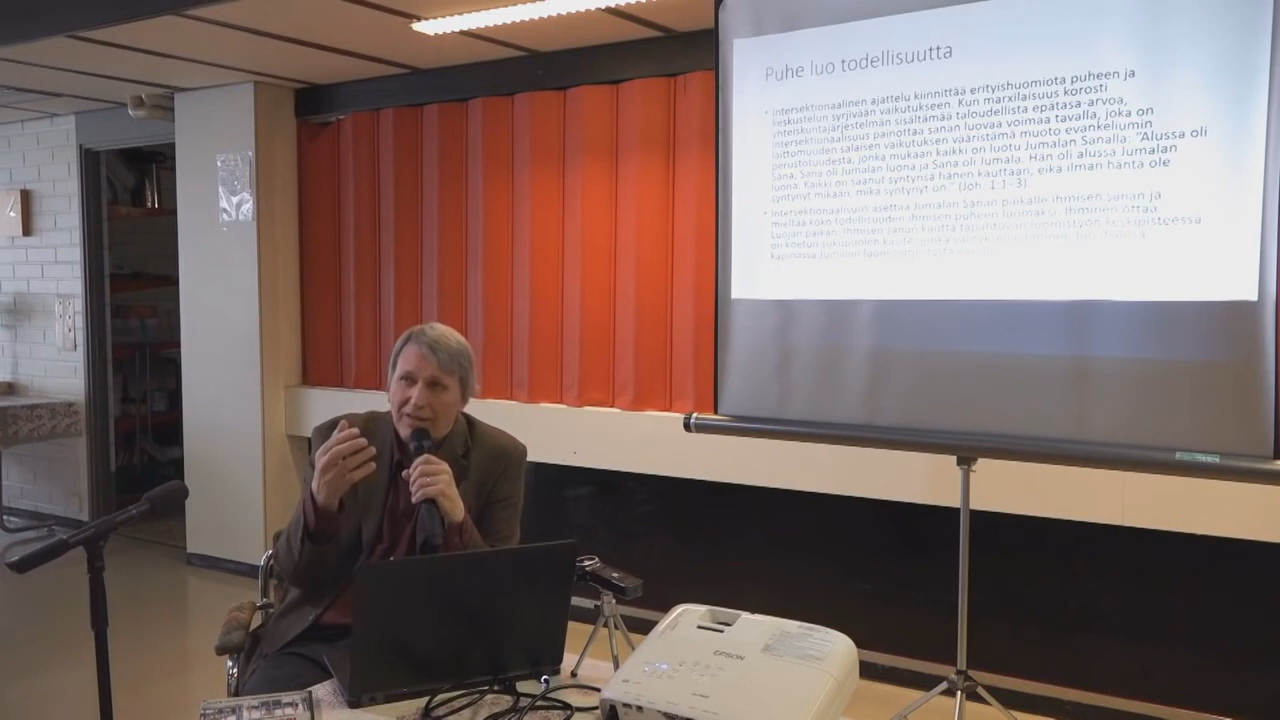 Puhe luo todellisuutta
• Intersektionaalinen ajattelu kiinnittää erityishuomiota puheen ja
keskustelun syrjivään vaikutukseen. Kun marxilaisuus korosti
yhteiskuntajärjestelmän sisältämää taloudellista epätasa-arvoa,
intersektionaalisuus painottaa sanan luovaa voimaa tavalla, joka on
laittomuuden salaisen vaikutuksen vääristämä muoto evankeliumin
perustotuudesta, jonka mukaan kaikki on luotu Jumalan Sanalla: "Alussa oli
Sana, Sana oli Jumalan luona ja Sana oli Jumala. Hän oli alussa Jumalan
luona. Kaikki on saanut syntynsä hänen kauttaan, eikä ilman häntä ole
syntynyt mikään, mikä syntynyt on" (Joh. 1:1-3)
• asettaa Jumalan Sanan paikalle ihmisen sanan ja
mieltää koko todellisuuden ihmisen puheen luomaksi. Ihminen ottaa
Luojan paikan. Ihmisen sanan kautta tapahtuvan luomistyön keskipisteessä
on
kapinassa Jumalan
EPSON